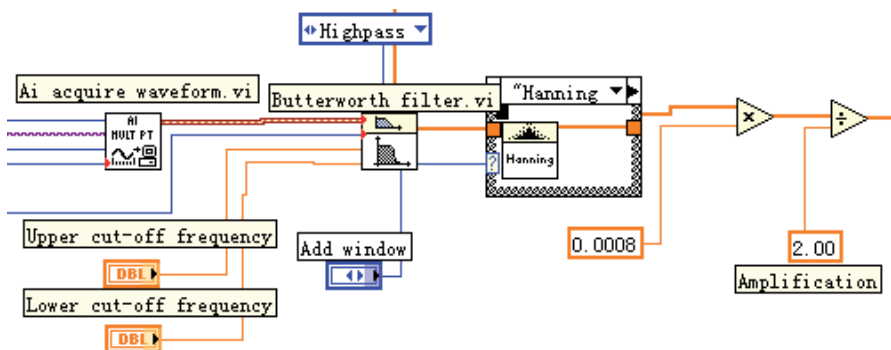 Highpass
Ai acquire waveform.vi
Butterworth filter.vi
"Hanning
AI
MULT PT
Hanning
?
×
÷
Upper cut-off frequency
DBL
Add window
0.0008
2.00
Amplification
Lower cut-off frequency
DBL